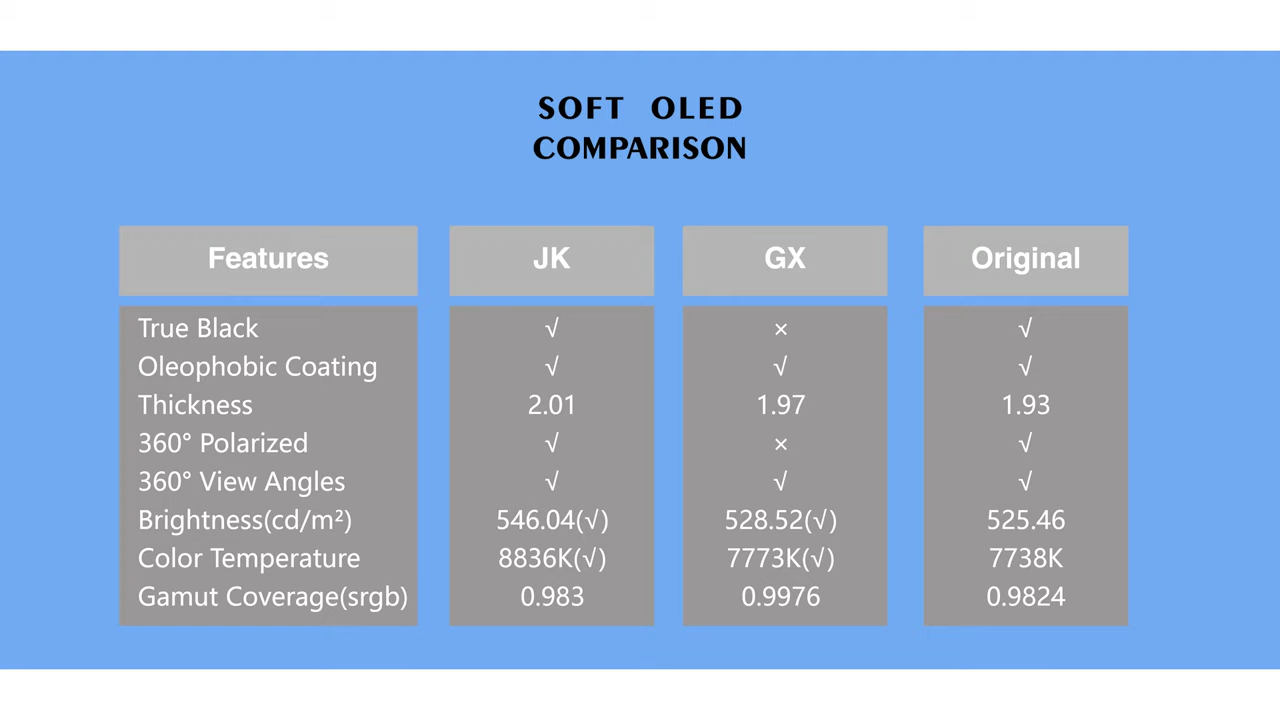 SOFT OLED
COMPARISON
Features JK GX Original
True Black √ × √
Oleophobic Coating √ √ √
Thickness 2.01 1.97 1.93
360° Polarized √ × √
360° View Angles √ √ √
Brightness(cd/m²) 546.04(√) 528.52(√) 525.46
Color Temperature 8836K(√) 7773K(√) 7738K
Gamut Coverage(srgb) 0.983 0.9976 0.9824